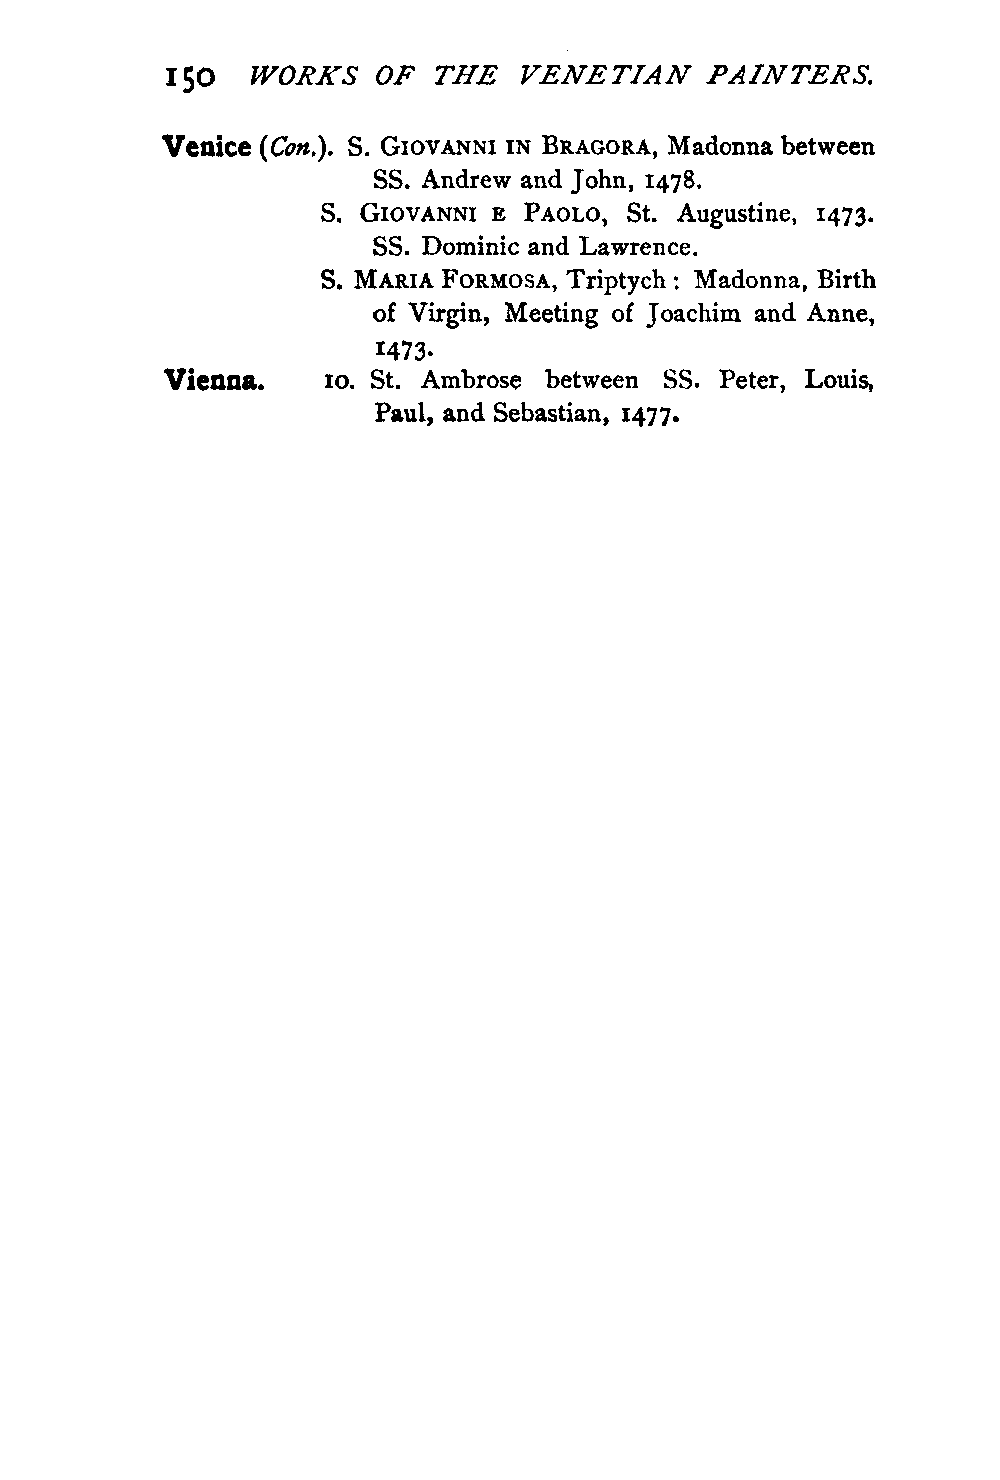 150 WORKS OF THE VENETIAN PAINTERS.
Venice (Con.). S. GIOVANNI IN BRAGORA, Madonna between
SS. Andrew and John, 1478.
S. GIOVANNI E PAOLO, St. Augustine, 1473.
SS. Dominic and Lawrence.
S. MARIA FORMOSA, Triptych : Madonna, Birth
of Virgin, Meeting of Joachim and Anne,
1473.
Vienna. 10. St. Ambrose between SS. Peter, Louis,
Paul, and Sebastian, 1477.